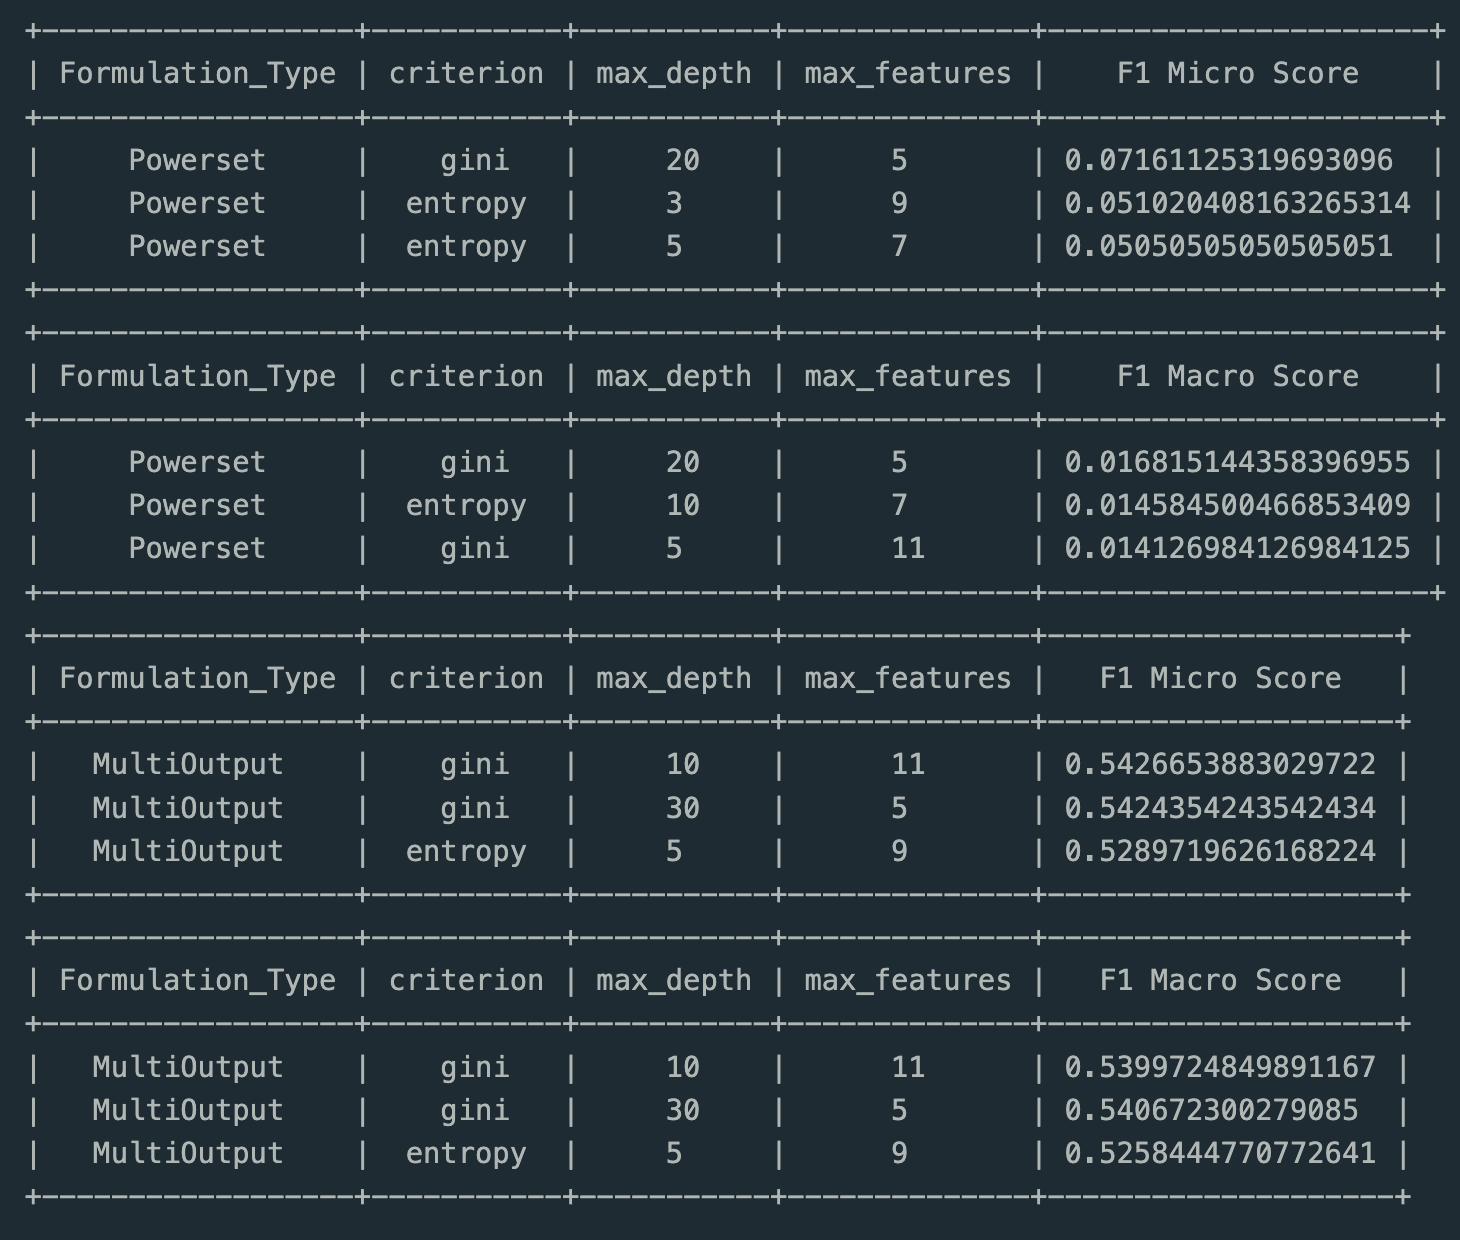 +------------------+-----------+-----------+--------------+----------------------+
| Formulation_Type | criterion | max_depth | max_features |    F1 Micro Score    |
+------------------+-----------+-----------+--------------+----------------------+
|     Powerset     |    gini   |     20    |      5       | 0.07161125319693096  |
|     Powerset     |  entropy  |     3     |      9       | 0.051020408163265314 |
|     Powerset     |  entropy  |     5     |      7       | 0.05050505050505051  |
+------------------+-----------+-----------+--------------+----------------------+
+------------------+-----------+-----------+--------------+----------------------+
| Formulation_Type | criterion | max_depth | max_features |    F1 Macro Score    |
+------------------+-----------+-----------+--------------+----------------------+
|     Powerset     |    gini   |     20    |      5       | 0.016815144358396955 |
|     Powerset     |  entropy  |     10    |      7       | 0.014584500466853409 |
|     Powerset     |    gini   |     5     |      11      | 0.014126984126984125 |
+------------------+-----------+-----------+--------------+----------------------+
+------------------+-----------+-----------+--------------+--------------------+
| Formulation_Type | criterion | max_depth | max_features |   F1 Micro Score   |
+------------------+-----------+-----------+--------------+--------------------+
|   MultiOutput    |    gini   |     10    |      11      | 0.5426653883029722 |
|   MultiOutput    |    gini   |     30    |      5       | 0.5424354243542434 |
|   MultiOutput    |  entropy  |     5     |      9       | 0.5289719626168224 |
+------------------+-----------+-----------+--------------+--------------------+
+------------------+-----------+-----------+--------------+--------------------+
| Formulation_Type | criterion | max_depth | max_features |   F1 Macro Score   |
+------------------+-----------+-----------+--------------+--------------------+
|   MultiOutput    |    gini   |     10    |      11      | 0.5399724849891167 |
|   MultiOutput    |    gini   |     30    |      5       | 0.540672300279085  |
|   MultiOutput    |  entropy  |     5     |      9       | 0.5258444770772641 |
+------------------+-----------+-----------+--------------+--------------------+